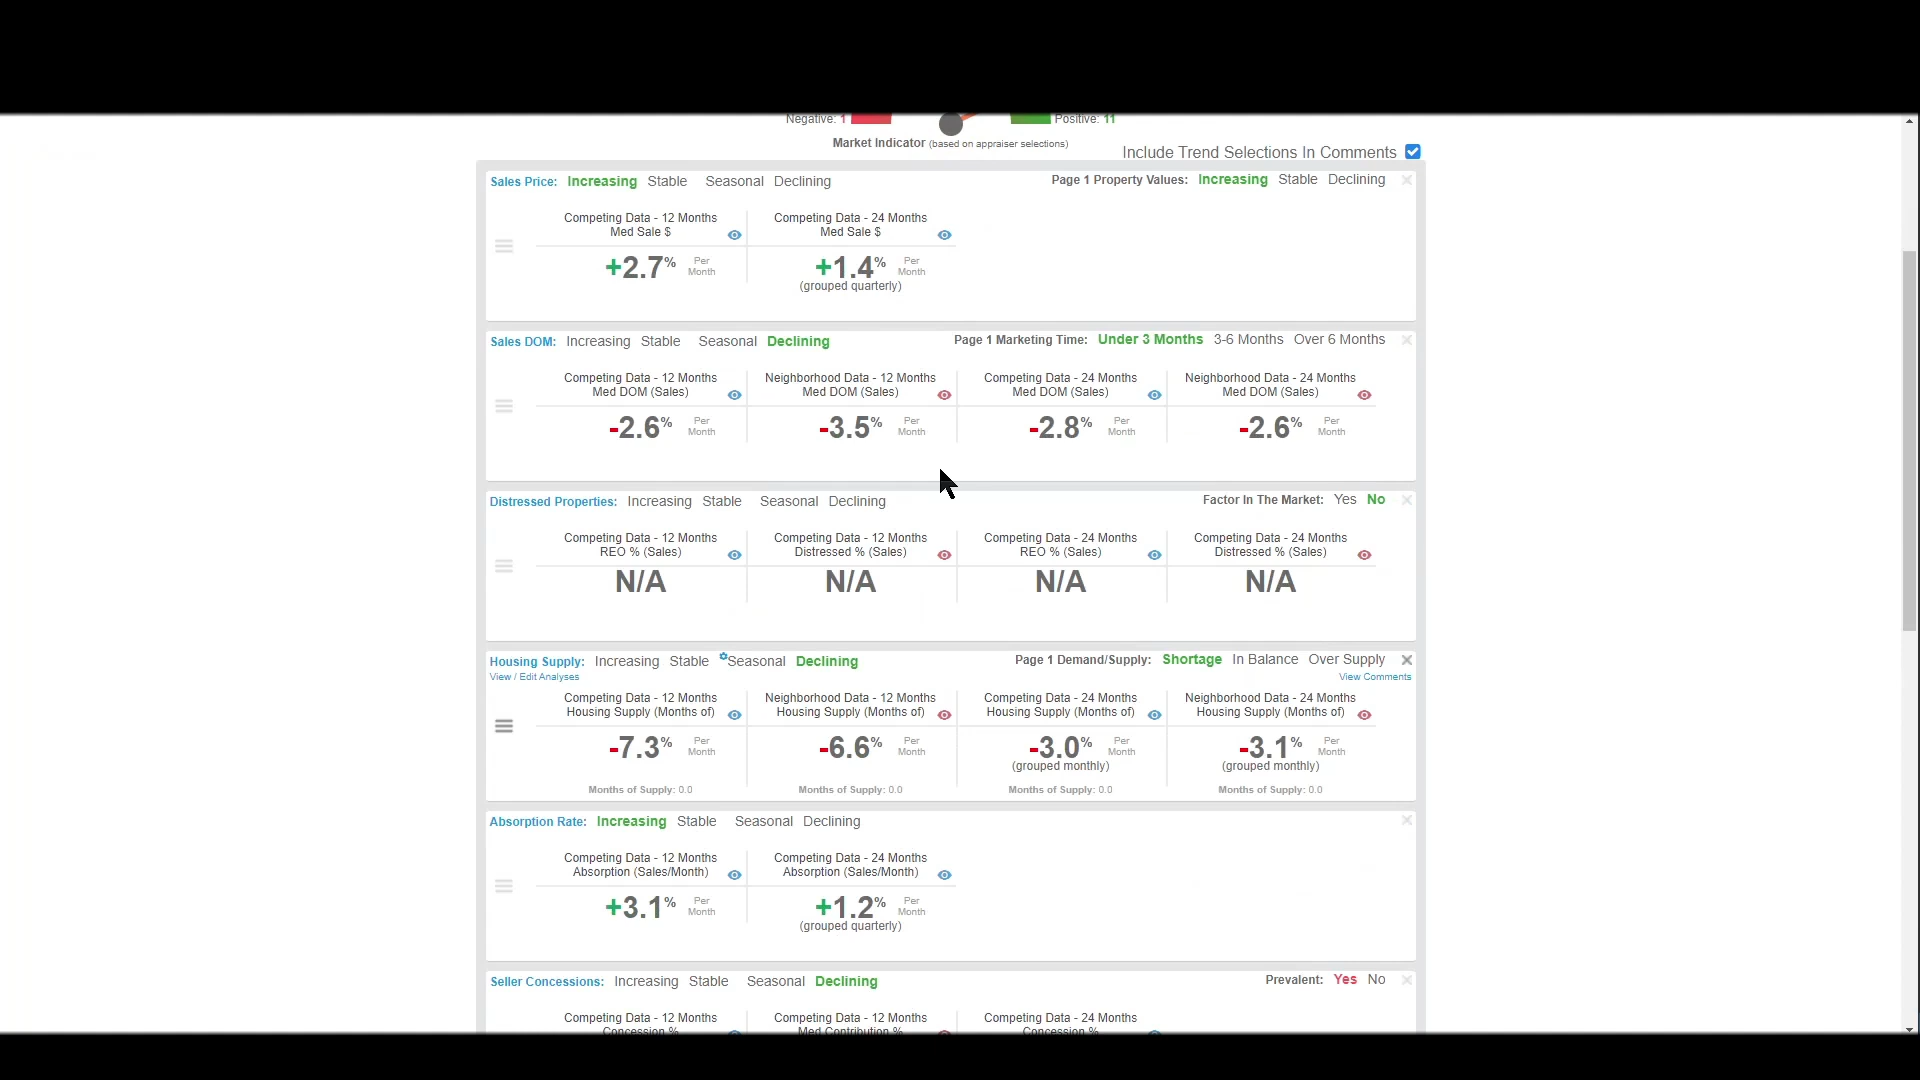 Negative: 1 Positive: 11
Market Indicator (based on appraiser selections)
Include Trend Selections In Comments
Sales Price: Increasing Stable Seasonal Declining Page 1 Property Values: Increasing Stable Declining
Competing Data - 12 Months Competing Data - 24 Months
Med Sale $ Med Sale $
+2.7% Per Month +1.4% Per Month
(grouped quarterly)
Sales DOM: Increasing Stable Seasonal Declining Page 1 Marketing Time: Under 3 Months 3-6 Months Over 6 Months
Competing Data - 12 Months Neighborhood Data - 12 Months Competing Data - 24 Months Neighborhood Data - 24 Months
Med DOM (Sales) Med DOM (Sales) Med DOM (Sales) Med DOM (Sales)
-2.6% Per Month -3.5% Per Month -2.8% Per Month -2.6% Per Month
Distressed Properties: Increasing Stable Seasonal Declining Factor In The Market: Yes No
Competing Data - 12 Months Competing Data - 12 Months Competing Data - 24 Months Competing Data - 24 Months
REO % (Sales) Distressed % (Sales) REO % (Sales) Distressed % (Sales)
N/A N/A N/A N/A
Housing Supply: Increasing Stable Seasonal Declining Page 1 Demand/Supply: Shortage In Balance Over Supply
View / Edit Analyses View Comments
Competing Data - 12 Months Neighborhood Data - 12 Months Competing Data - 24 Months Neighborhood Data - 24 Months
Housing Supply (Months of) Housing Supply (Months of) Housing Supply (Months of) Housing Supply (Months of)
-7.3% Per Month -6.6% Per Month -3.0% Per Month -3.1% Per Month
(grouped monthly) (grouped monthly)
Months of Supply: 0.0 Months of Supply: 0.0 Months of Supply: 0.0 Months of Supply: 0.0
Absorption Rate: Increasing Stable Seasonal Declining
Competing Data - 12 Months Competing Data - 24 Months
Absorption (Sales/Month) Absorption (Sales/Month)
+3.1% Per Month +1.2% Per Month
(grouped quarterly)
Seller Concessions: Increasing Stable Seasonal Declining Prevalent: Yes No
Competing Data - 12 Months Competing Data - 12 Months Competing Data - 24 Months
Concession % Med Contribution % Concession %